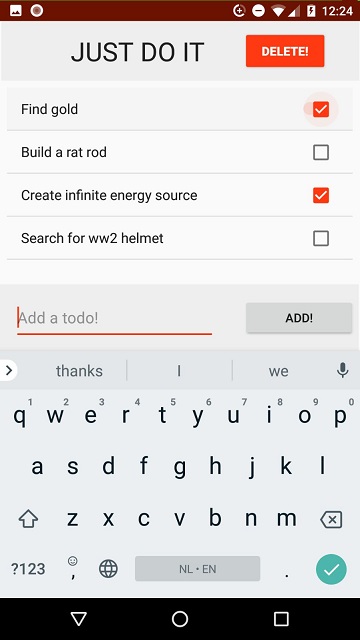 12:24
JUST DO IT
DELETE!
Find gold
Build a rat rod
Create infinite energy source
Search for ww2 helmet
Add a todo!
ADD!
thanks I we
1 2 3 4 5 6 7 8 9 0
q w e r t y u i o p
a s d f g h j k l
z x c v b n m
?123 , NL • EN .